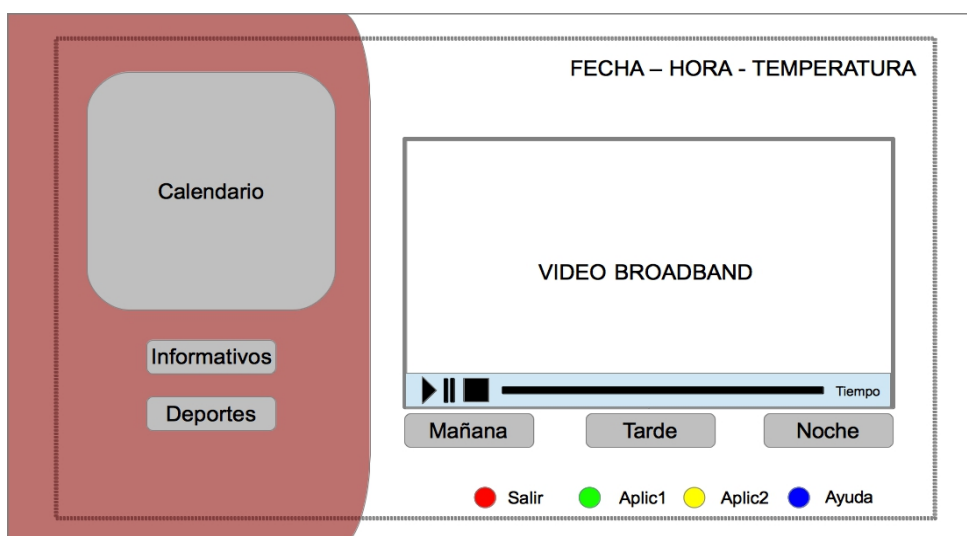 FECHA – HORA - TEMPERATURA
Calendario
Informativos
Deportes
VIDEO BROADBAND
Tiempo
Mañana Tarde Noche
Salir Aplic1 Aplic2 Ayuda